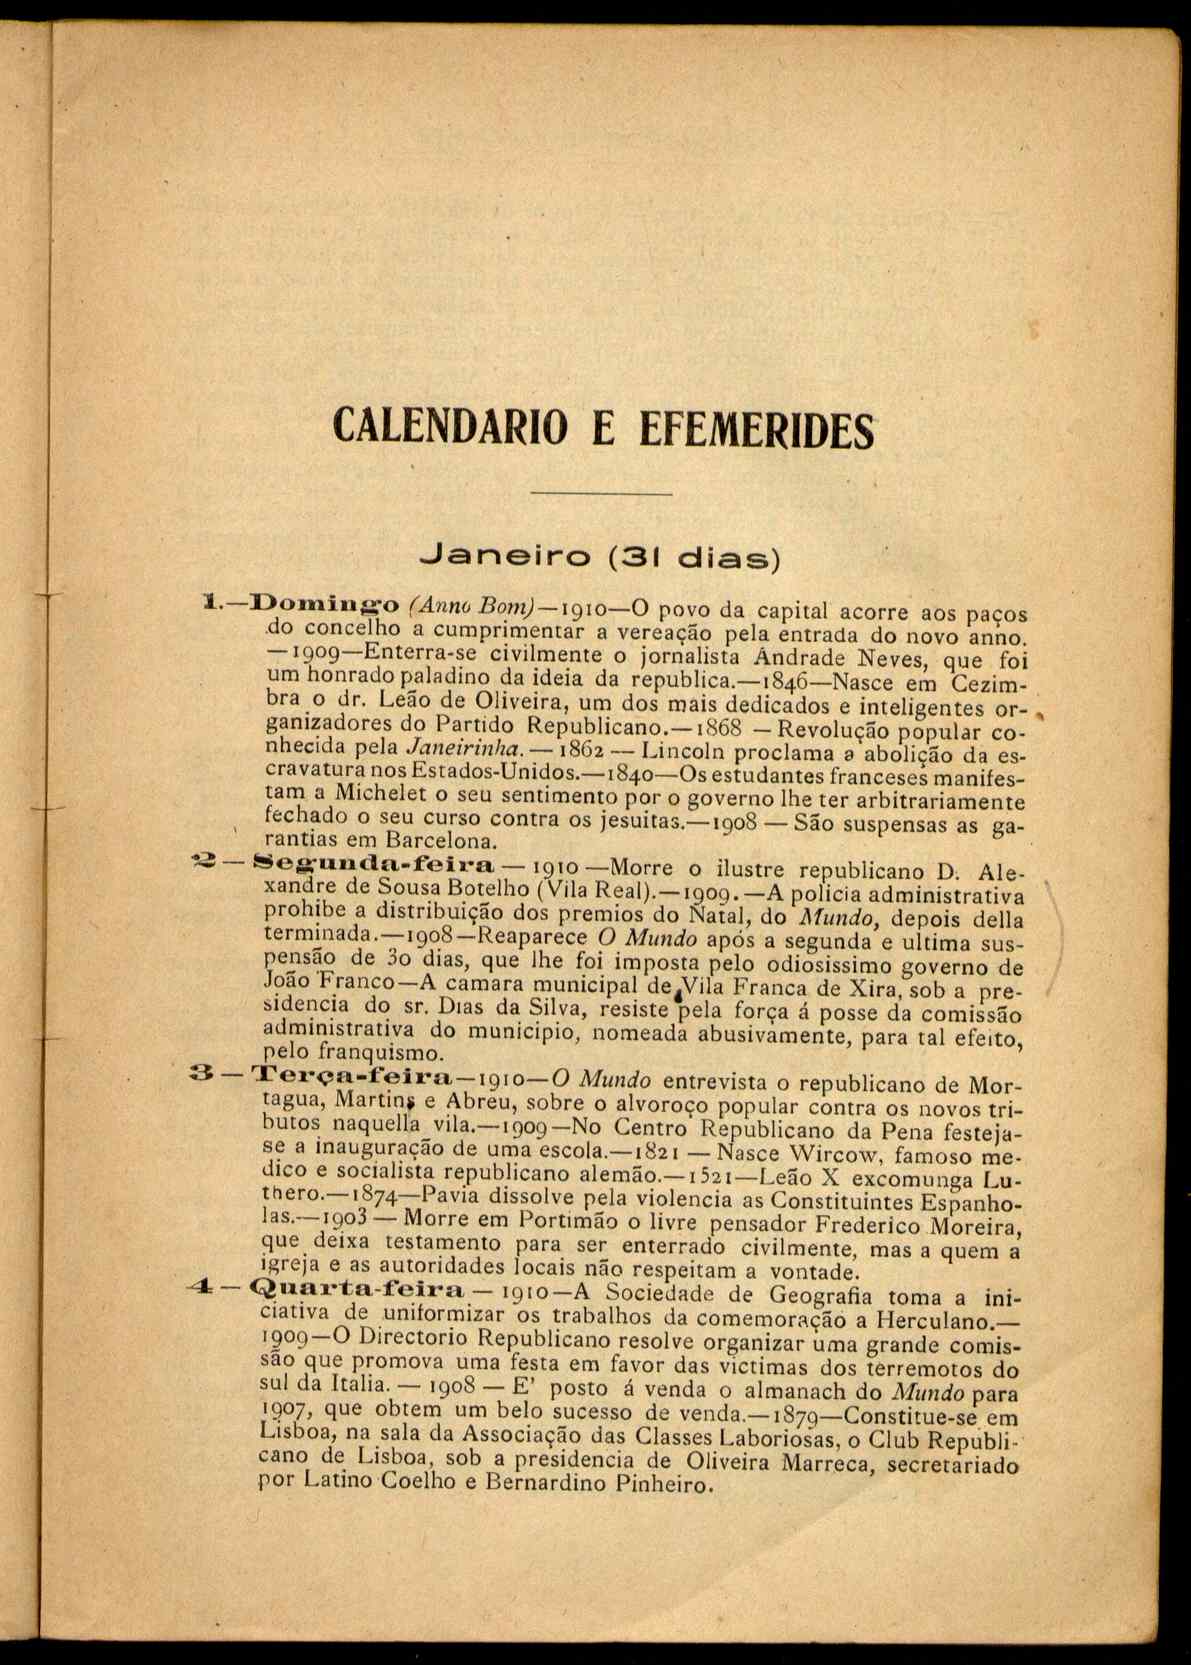 CALENDARIO E EFEMERIDES
Janeiro (31 dias)
1.—Domingo (Anno Bom)—1910—O povo da capital acorre aos paços
do concelho a cumprimentar a vereação pela entrada do novo anno.
—1909—Enterra-se civilmente o jornalista Andrade Neves, que foi
um honrado paladino da ideia da republica.—1846—Nasce em Cezim-
bra o dr. Leão de Oliveira, um dos mais dedicados e inteligentes or-
ganizadores do Partido Republicano.—1868 — Revolução popular co-
nhecida pela Janeirinha.— 1862 — Lincoln proclama a abolição da es-
cravatura nos Estados-Unidos.—1840—Os estudantes franceses manifes-
tam a Michelet o seu sentimento por o governo lhe ter arbitrariamente
fechado o seu curso contra os jesuitas.—1908 — São suspensas as ga-
rantias em Barcelona.
2 — Segunda-feira — 1910 —Morre o ilustre republicano D. Ale-
xandre de Sousa Botelho (Vila Real).—1909. —A policia administrativa
prohibe a distribuição dos premios do Natal, do Mundo, depois della
terminada.—1908—Reaparece O Mundo após a segunda e ultima sus-
pensão de 30 dias, que lhe foi imposta pelo odiosissimo governo de
João Franco—A camara municipal de Vila Franca de Xira, sob a pre-
sidencia do sr. Dias da Silva, resiste pela força á posse da comissão
administrativa do municipio, nomeada abusivamente, para tal efeito,
pelo franquismo.
3 — Terça-feira—1910—O Mundo entrevista o republicano de Mor-
tagua, Martins e Abreu, sobre o alvoroço popular contra os novos tri-
butos naquella vila.—1909—No Centro Republicano da Pena festeja-
se a inauguração de uma escola.—1821 — Nasce Wircow, famoso me-
dico e socialista republicano alemão.—1521—Leão X excomunga Lu-
thero.—1874—Pavia dissolve pela violencia as Constituintes Espanho-
las.—1903 — Morre em Portimão o livre pensador Frederico Moreira,
que deixa testamento para ser enterrado civilmente, mas a quem a
igreja e as autoridades locais não respeitam a vontade.
4 — Quarta-feira — 1910—A Sociedade de Geografia toma a ini-
ciativa de uniformizar os trabalhos da comemoração a Herculano.—
1909—O Directorio Republicano resolve organizar uma grande comis-
são que promova uma festa em favor das victimas dos terremotos do
sul da Italia. — 1908 — E' posto á venda o almanach do Mundo para
1907, que obtem um belo sucesso de venda.—1879—Constitue-se em
Lisboa, na sala da Associação das Classes Laboriosas, o Club Republi-
cano de Lisboa, sob a presidencia de Oliveira Marreca, secretariado
por Latino Coelho e Bernardino Pinheiro.